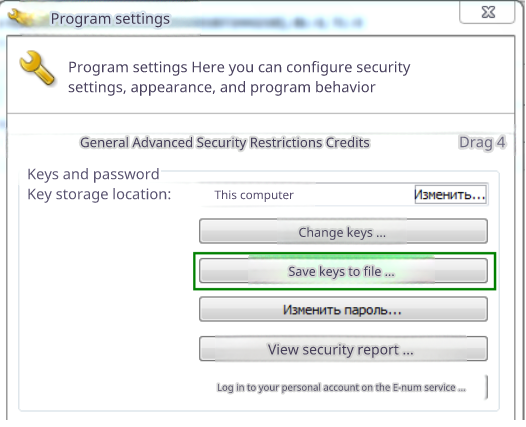 Program settings
Program settings Here you can configure security
settings, appearance, and program behavior
General Advanced Security Restrictions Credits
Drag 4
Keys and password
Key storage location:
This computer
Изменить...
Change keys ...
Save keys to file ...
Изменить пароль...
View security report ...
Log in to your personal account on the E-num service ...